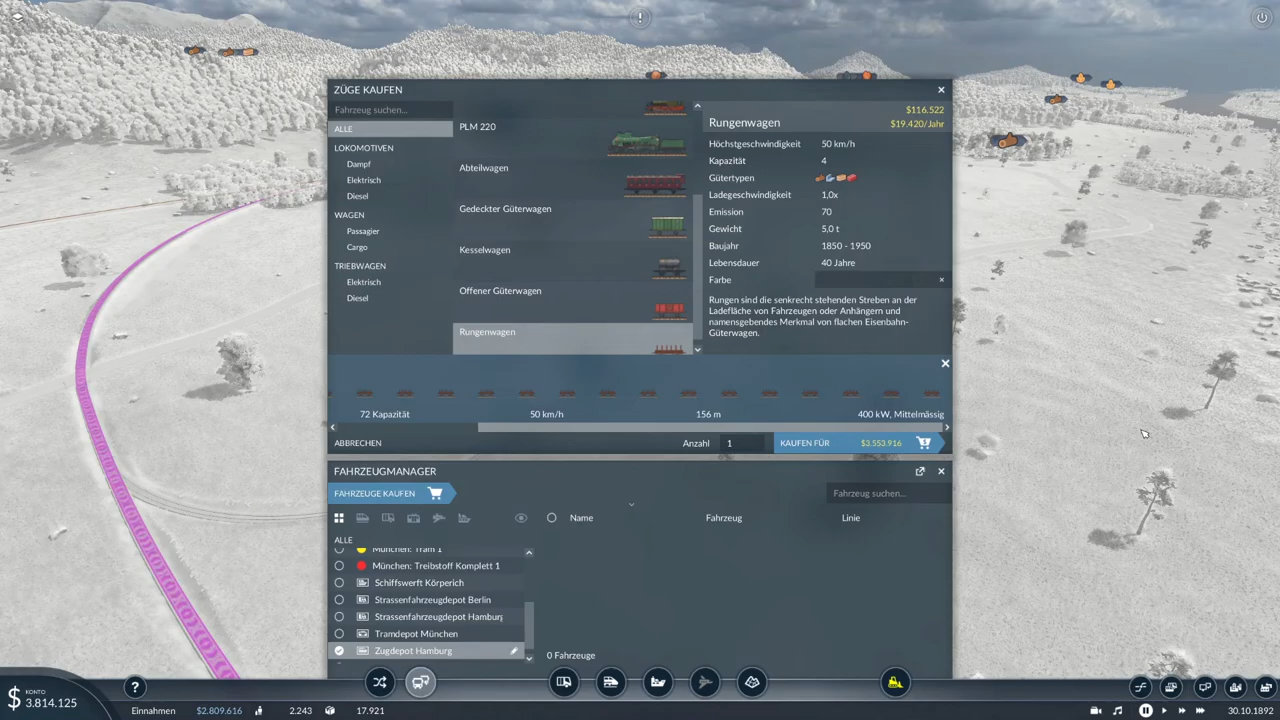 ZÜGE KAUFEN
Fahrzeug suchen...
ALLE
LOKOMOTIVEN
Dampf
Elektrisch
Diesel
WAGEN
Passagier
Cargo
TRIEBWAGEN
Elektrisch
Diesel
PLM 220
Abteilwagen
Gedeckter Güterwagen
Kesselwagen
Offener Güterwagen
Rungenwagen
$116.522
Rungenwagen
$19.420/Jahr
Höchstgeschwindigkeit 50 km/h
Kapazität 4
Gütertypen
Ladegeschwindigkeit 1,0x
Emission 70
Gewicht 5,0 t
Baujahr 1850 - 1950
Lebensdauer 40 Jahre
Farbe
Rungen sind die senkrecht stehenden Streben an der
Ladefläche von Fahrzeugen oder Anhängern und
namensgebendes Merkmal von flachen Eisenbahn-
Güterwagen.
72 Kapazität 50 km/h 156 m 400 kW, Mittelmässig
ABBRECHEN Anzahl 1 KAUFEN FÜR $3.553.916
FAHRZEUGMANAGER
FAHRZEUGE KAUFEN Fahrzeug suchen...
Name Fahrzeug Linie
ALLE
München: Tram 1
München: Treibstoff Komplett 1
Schiffswerft Körperich
Strassenfahrzeugdepot Berlin
Strassenfahrzeugdepot Hamburg
Tramdepot München
Zugdepot Hamburg
0 Fahrzeuge
KONTO
$ 3.814.125
?
Einnahmen $2.809.616 2.243 17.921
30.10.1892